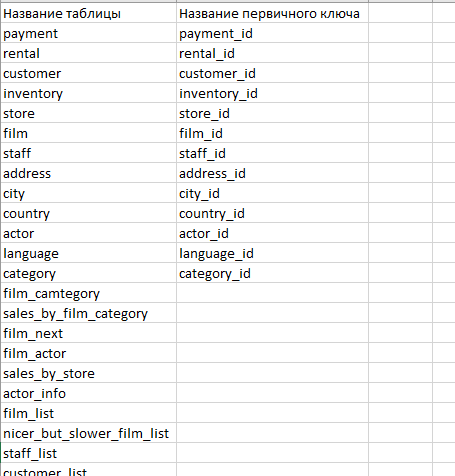 Название таблицы Название первичного ключа
payment payment_id
rental rental_id
customer customer_id
inventory inventory_id
store store_id
film film_id
staff staff_id
address address_id
city city_id
country country_id
actor actor_id
language language_id
category category_id
film_camtegory
sales_by_film_category
film_next
film_actor
sales_by_store
actor_info
film_list
nicer_but_slower_film_list
staff_list
customer_list